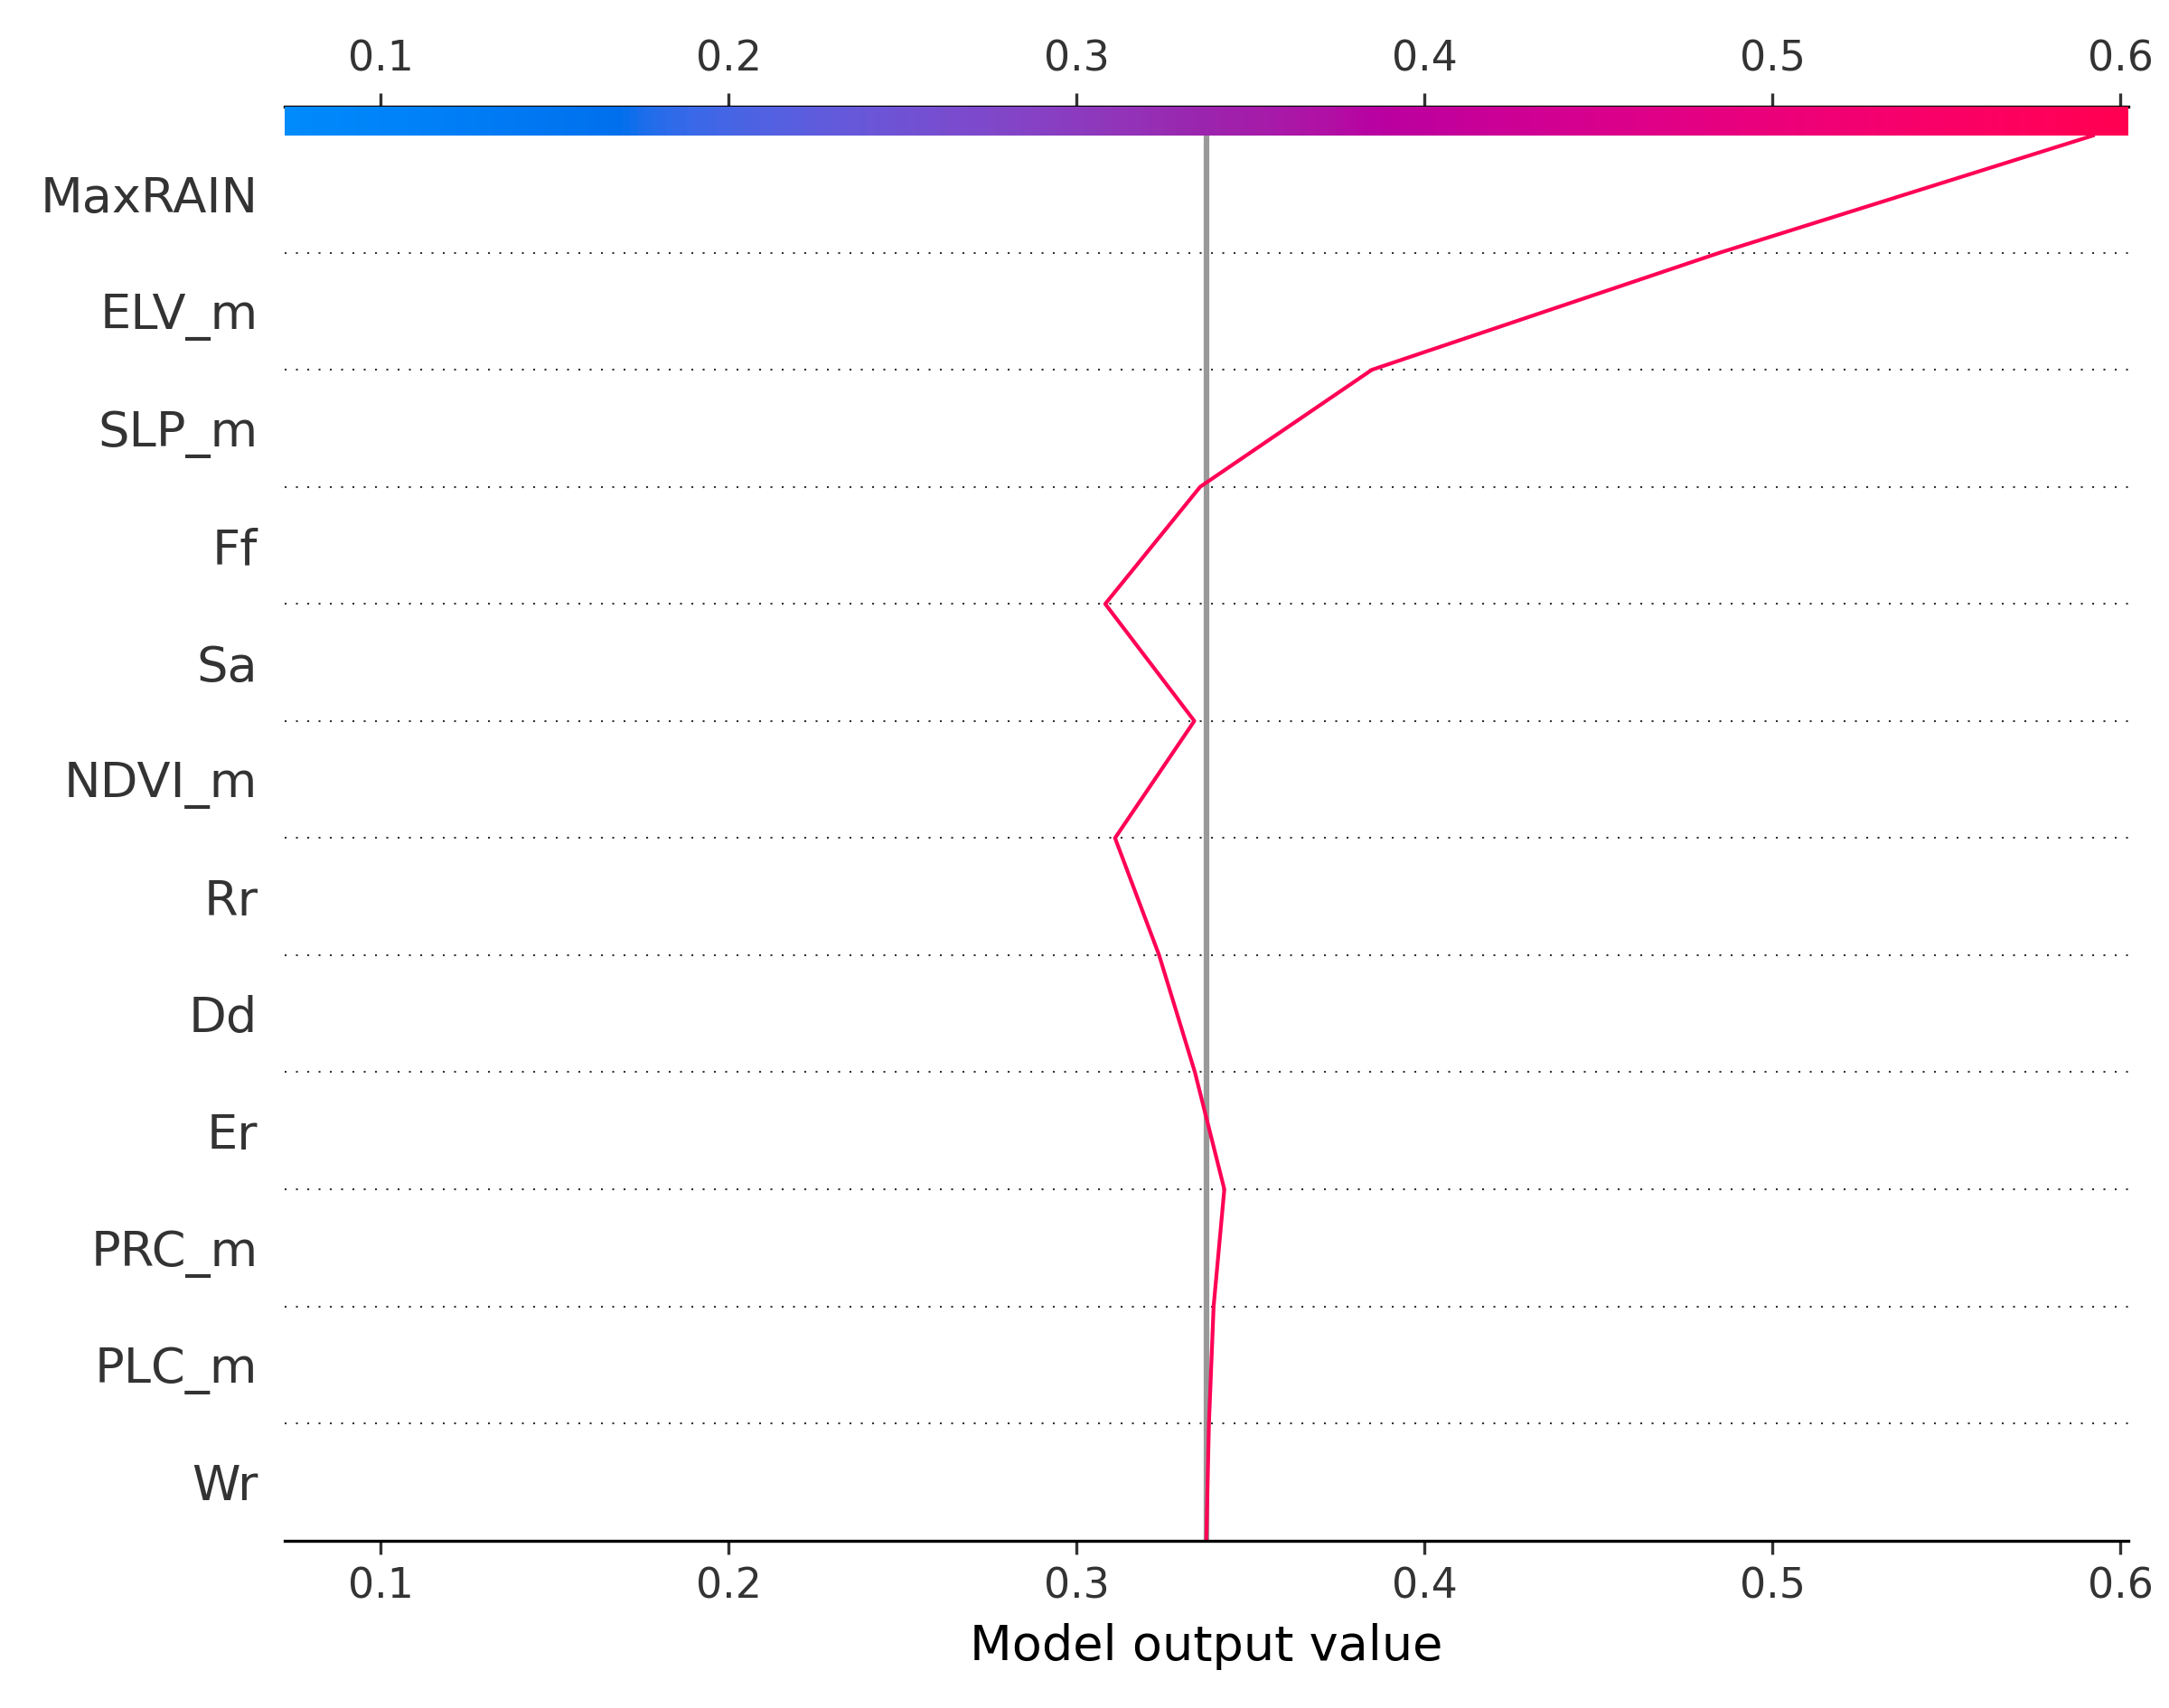 0.1 0.2 0.3 0.4 0.5 0.6
MaxRAIN
ELV_m
SLP_m
Ff
Sa
NDVI_m
Rr
Dd
Er
PRC_m
PLC_m
Wr
0.1 0.2 0.3 0.4 0.5 0.6
Model output value